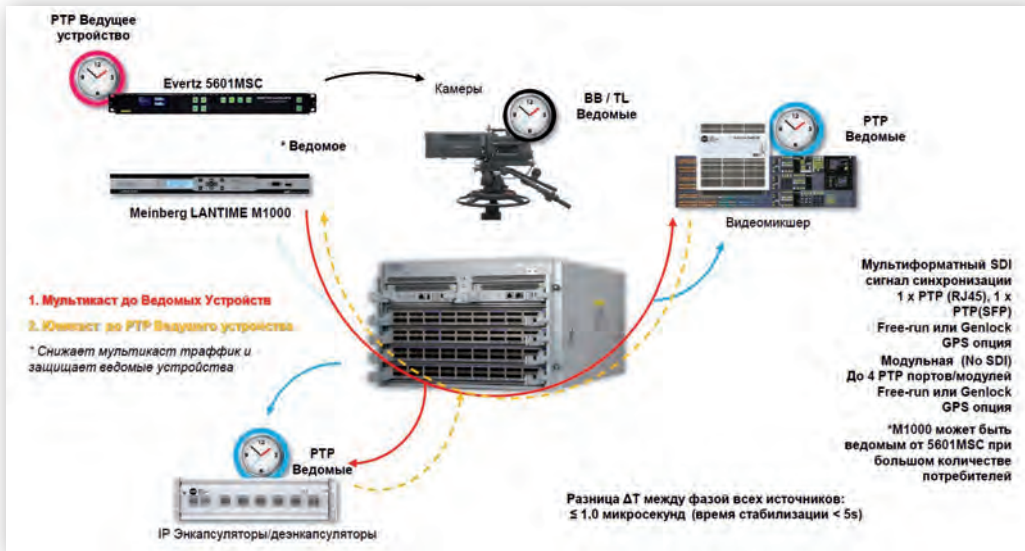 PTP Ведущее
устройство
Evertz 5601MSC
Камеры
BB / TL
Ведомые
PTP
Ведомые
* Ведомое
Meinberg LANTIME M1000
Видеомикшер
1. Мультикаст до Ведомых Устройств
2. Юникаст до PTP Ведущего устройства
* Снижает мультикаст траффик и
защищает ведомые устройства
Мультиформатный SDI
сигнал синхронизации
1 x PTP (RJ45), 1 x
PTP(SFP)
Free-run или Genlock
GPS опция
Модульная (No SDI)
До 4 PTP портов/модулей
Free-run или Genlock
GPS опция
*M1000 может быть
ведомым от 5601MSC при
большом количестве
потребителей
PTP
Ведомые
IP Энкапсуляторы/деэнкапсуляторы
Разница ΔT между фазой всех источников:
≤ 1.0 микросекунд (время стабилизации < 5s)